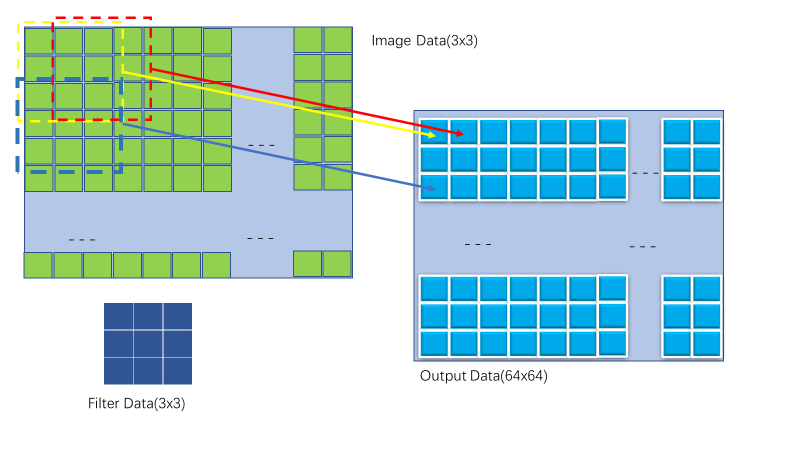 Image Data(3x3)
- - -
- - -
- - -
- - -
- - -
- - -
Output Data(64x64)
Filter Data(3x3)